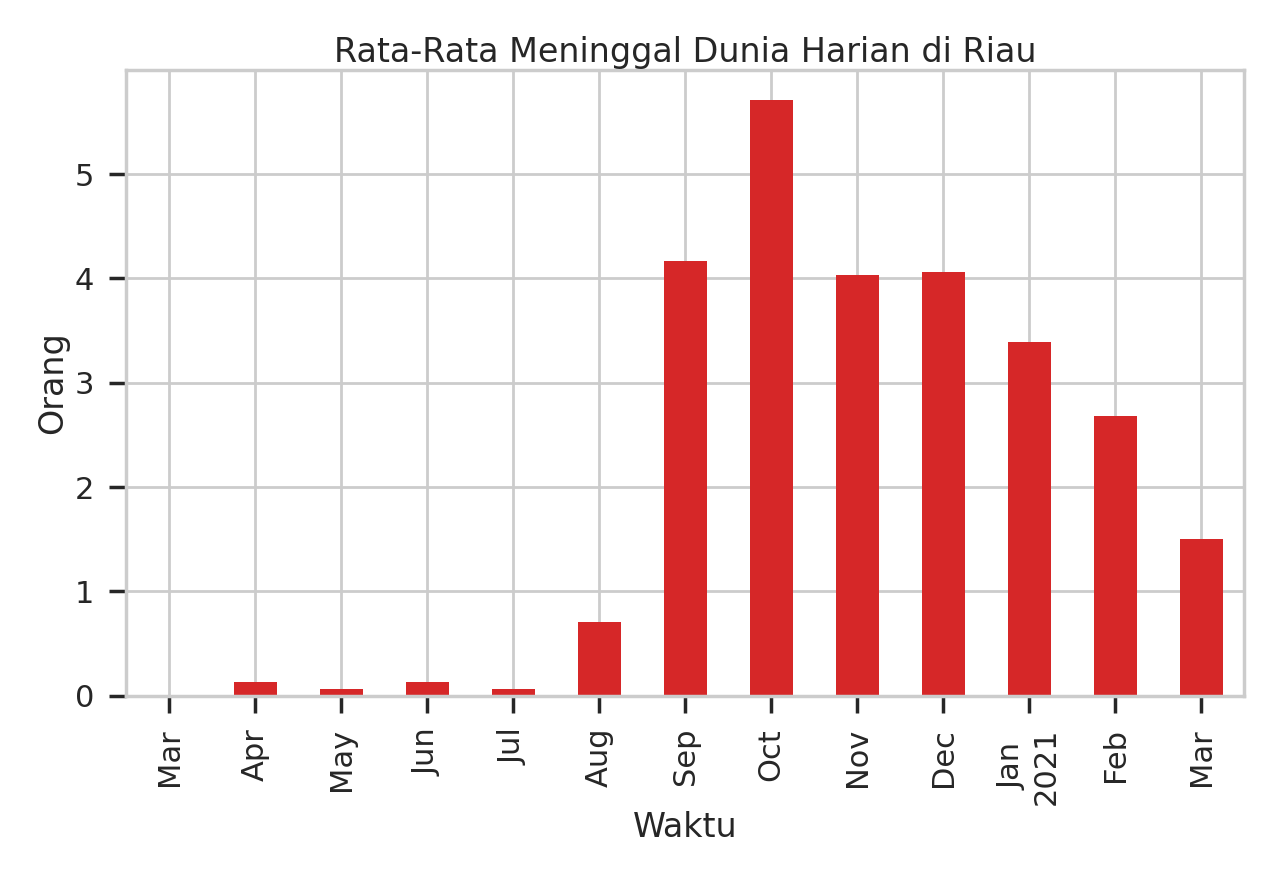 Rata-Rata Meninggal Dunia Harian di Riau
Orang
5
4
3
2
1
0
Mar
Apr
May
Jun
Jul
Aug
Sep
Oct
Nov
Dec
Jan
2021
Feb
Mar
Waktu